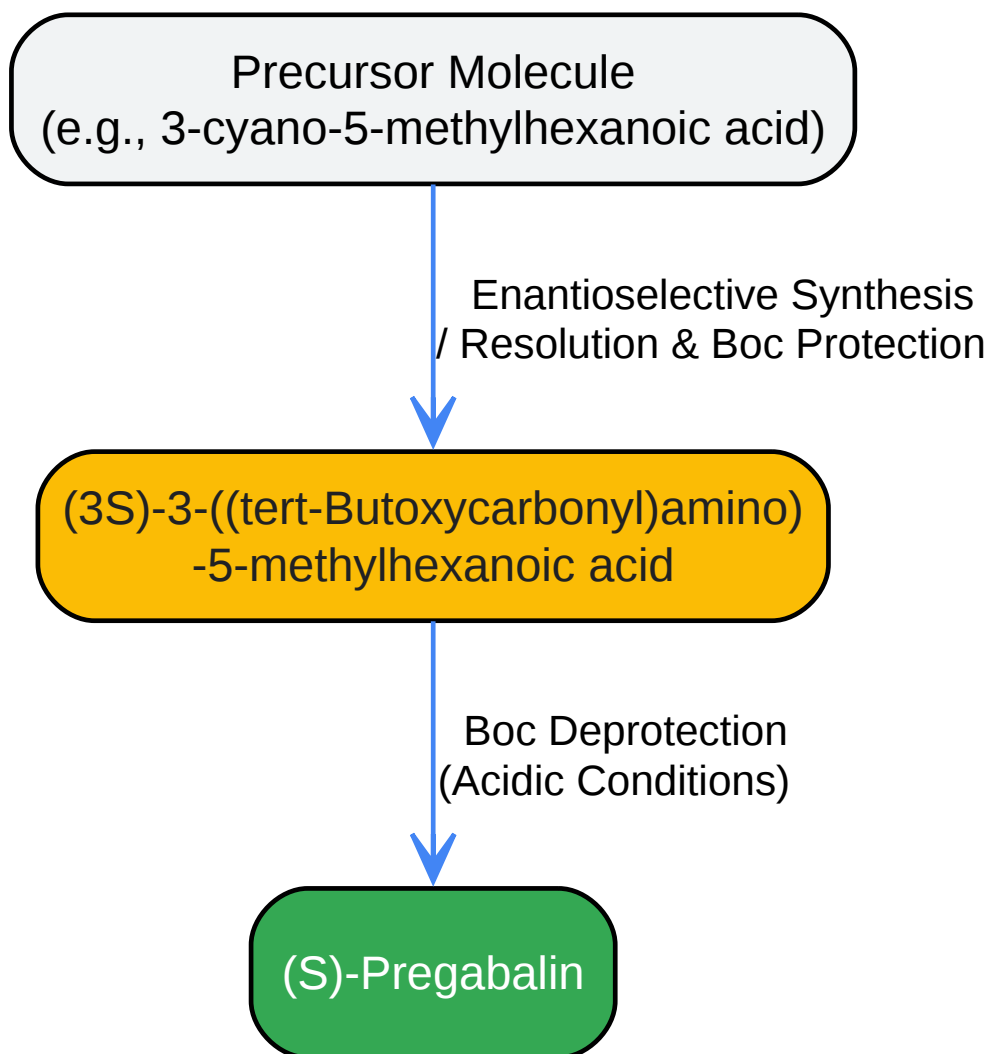 Precursor Molecule
(e.g., 3-cyano-5-methylhexanoic acid)
Enantioselective Synthesis
/ Resolution & Boc Protection
(3S)-3-((tert-Butoxycarbonyl)amino)
-5-methylhexanoic acid
Boc Deprotection
(Acidic Conditions)
(S)-Pregabalin